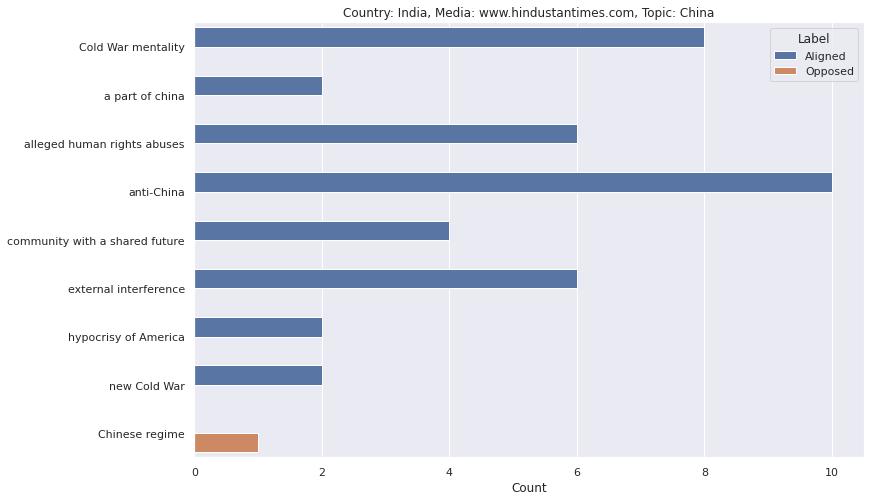 Country: India, Media: www.hindustantimes.com, Topic: China
Label
Aligned
Opposed
Cold War mentality
a part of china
alleged human rights abuses
anti-China
community with a shared future
external interference
hypocrisy of America
new Cold War
Chinese regime
0 2 4 6 8 10
Count